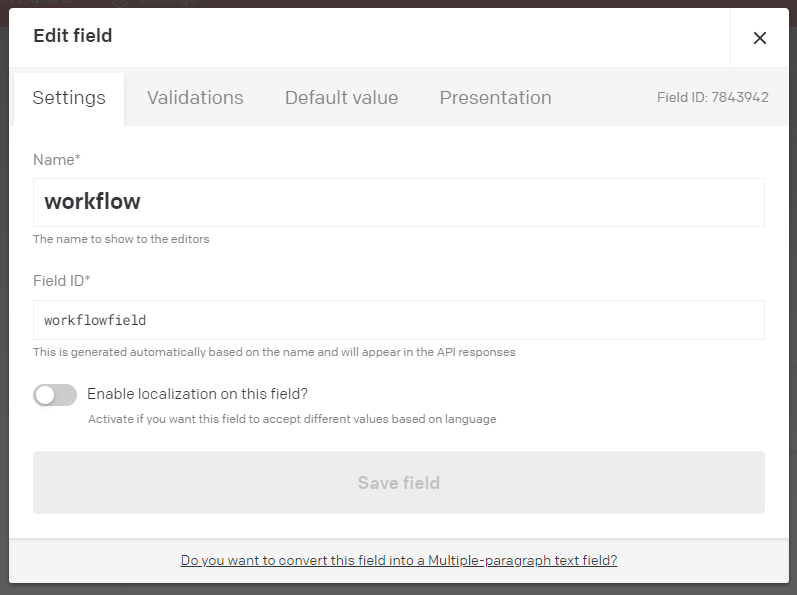 Edit field
Settings Validations Default value Presentation Field ID: 7843942
Name*
workflow
The name to show to the editors
Field ID*
workflowfield
This is generated automatically based on the name and will appear in the API responses
Enable localization on this field?
Activate if you want this field to accept different values based on language
Save field
Do you want to convert this field into a Multiple-paragraph text field?